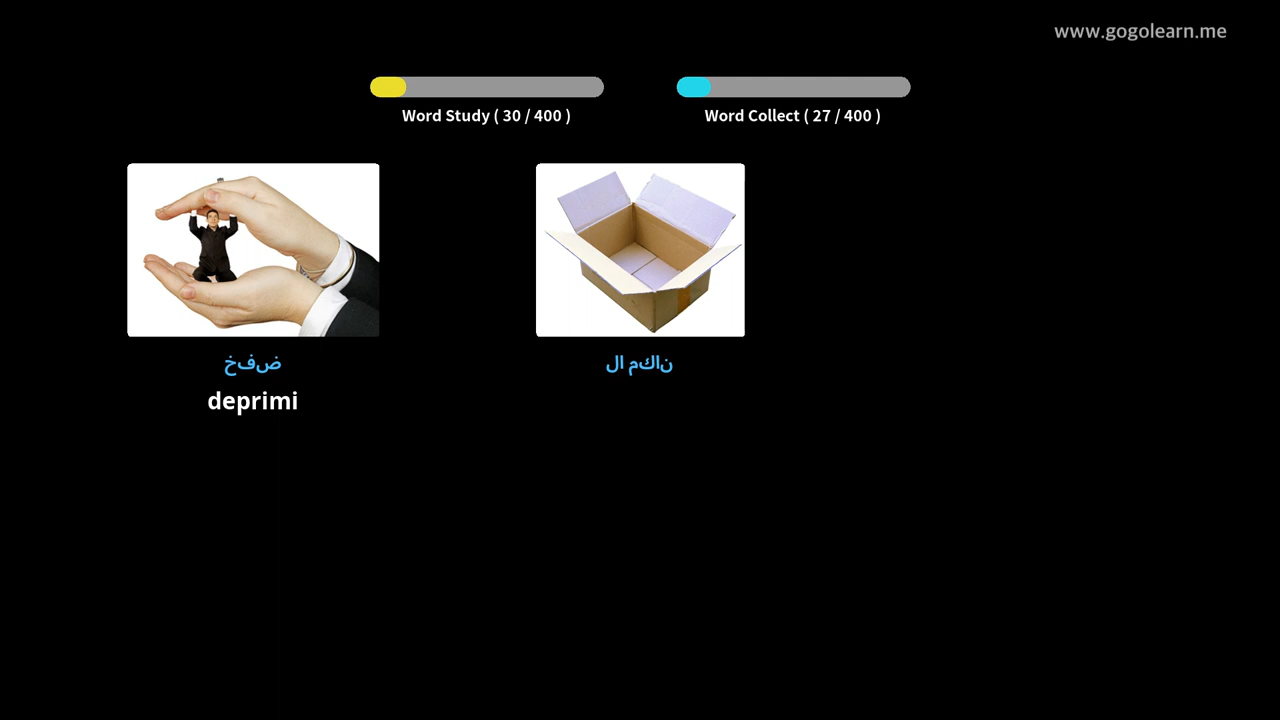 www.gogolearn.me
Word Study ( 30 / 400 )
Word Collect ( 27 / 400 )
ضفخ
deprimi
ناكم ال